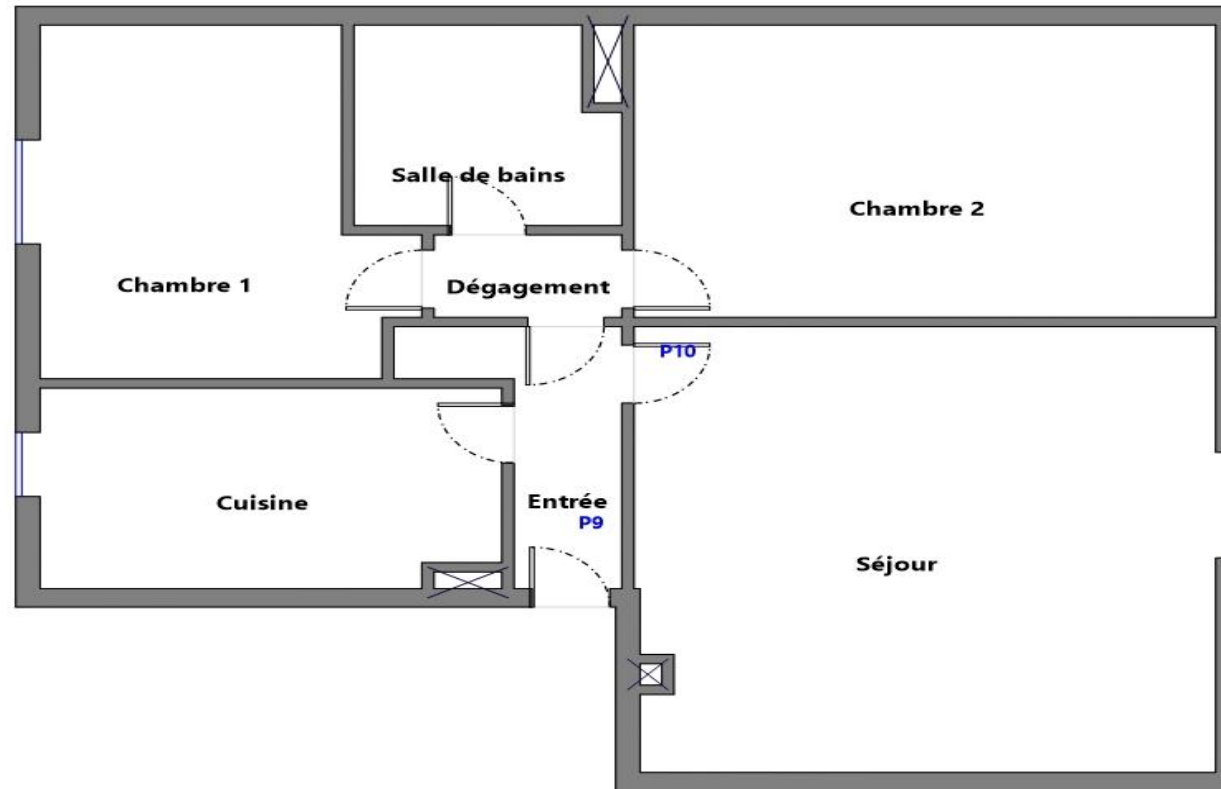 Salle de bains
Chambre 2
Chambre 1
Dégagement
P10
Cuisine
Entrée
P9
Séjour